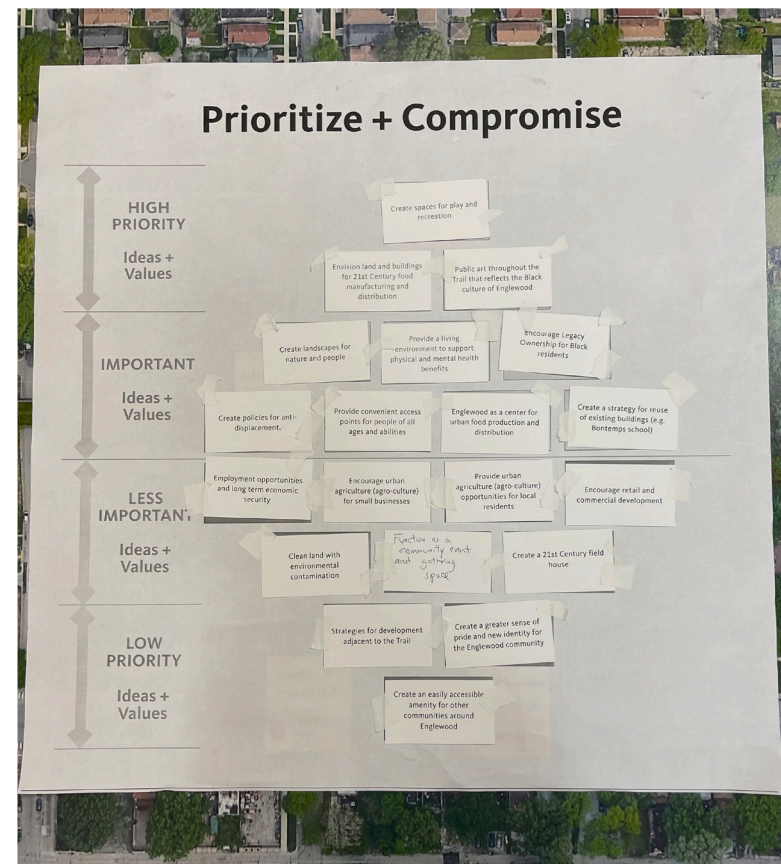 Prioritize + Compromise
HIGH
PRIORITY
Ideas +
Values
Create spaces for play and
recreation
Envision land and buildings
for 21st Century food
manufacturing and
distribution
Public art throughout the
Trail that reflects the Black
culture of Englewood
IMPORTANT
Ideas +
Values
Create landscapes for
nature and people
Provide a living
environment to support
physical and mental health
benefits
Encourage Legacy
Ownership for Black
residents
Create policies for anti-
displacement.
Provide convenient access
points for people of all
ages and abilities
Englewood as a center for
urban food production and
distribution
Create a strategy for reuse
of existing buildings (e.g.
Bontemps school)
LESS
IMPORTANT
Ideas +
Values
Employment opportunities
and long term economic
security
Encourage urban
agriculture (agro-culture)
for small businesses
Provide urban
agriculture (agro-culture)
opportunities for local
residents
Encourage retail and
commercial development
Clean land with
environmental
contamination
Function as a
community event
and gathering
space
Create a 21st Century field
house
LOW
PRIORITY
Ideas +
Values
Strategies for development
adjacent to the Trail
Create a greater sense of
pride and new identity for
the Englewood community
Create an easily accessible
amenity for other
communities around
Englewood